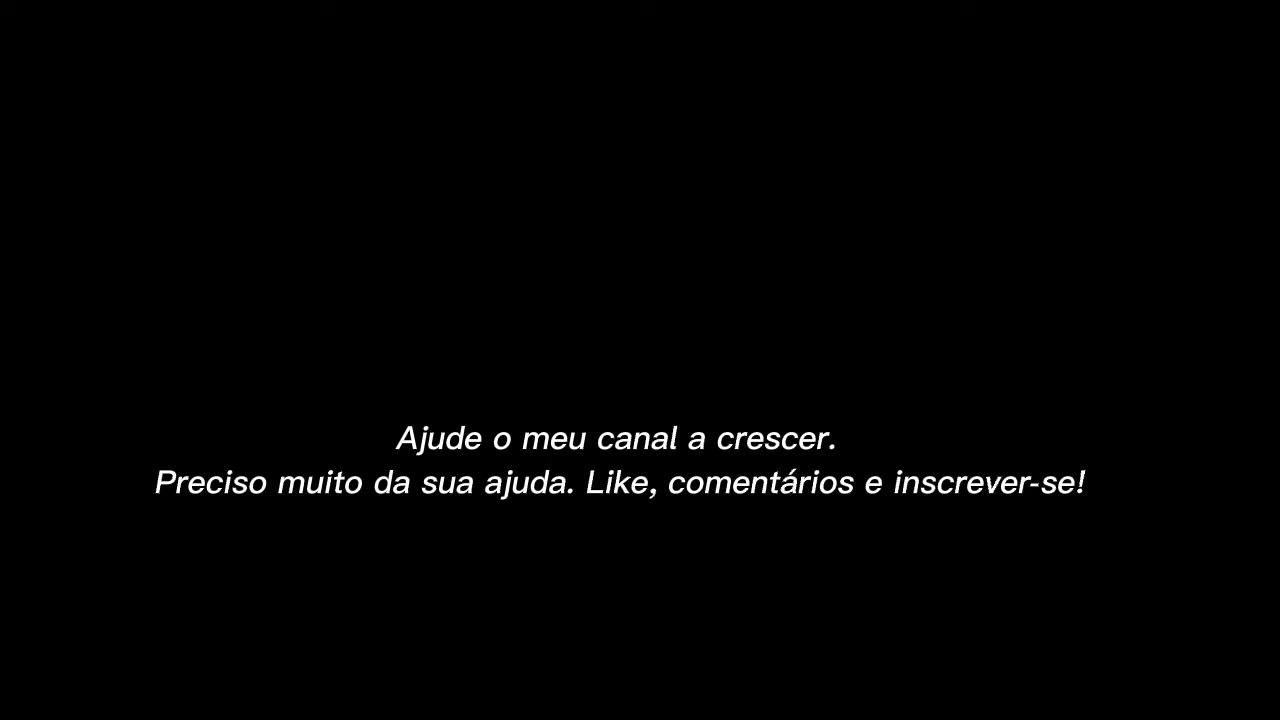 Ajude o meu canal a crescer.
Preciso muito da sua ajuda. Like, comentários e inscrever-se!